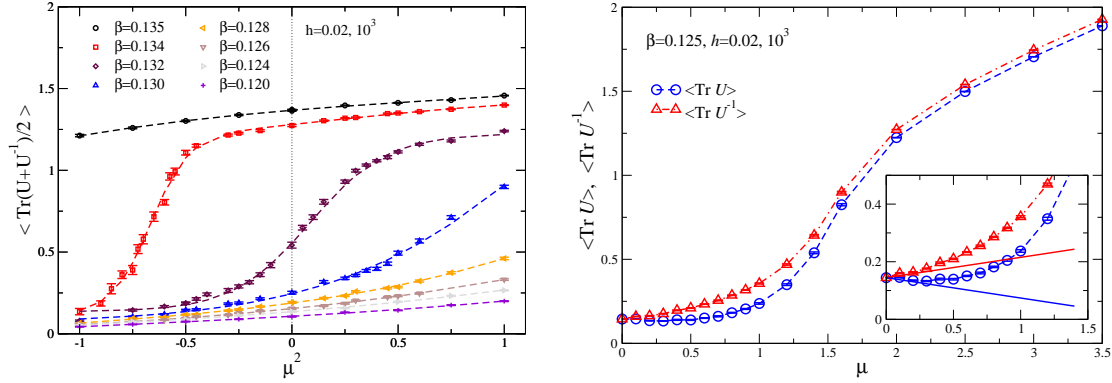 β=0.135
β=0.134
β=0.132
β=0.130
β=0.128
β=0.126
β=0.124
β=0.120
h=0.02, 10³
< Tr(U+U⁻¹)/2 >
2
1.5
1
0.5
0
-1 -0.5 0 0.5 1
μ²
β=0.125, h=0.02, 10³
<Tr U>
<Tr U⁻¹>
<Tr U>, <Tr U⁻¹>
2
1.5
1
0.5
0
0 0.5 1 1.5 2 2.5 3 3.5
μ
0.4
0.2
0
0 0.5 1.0